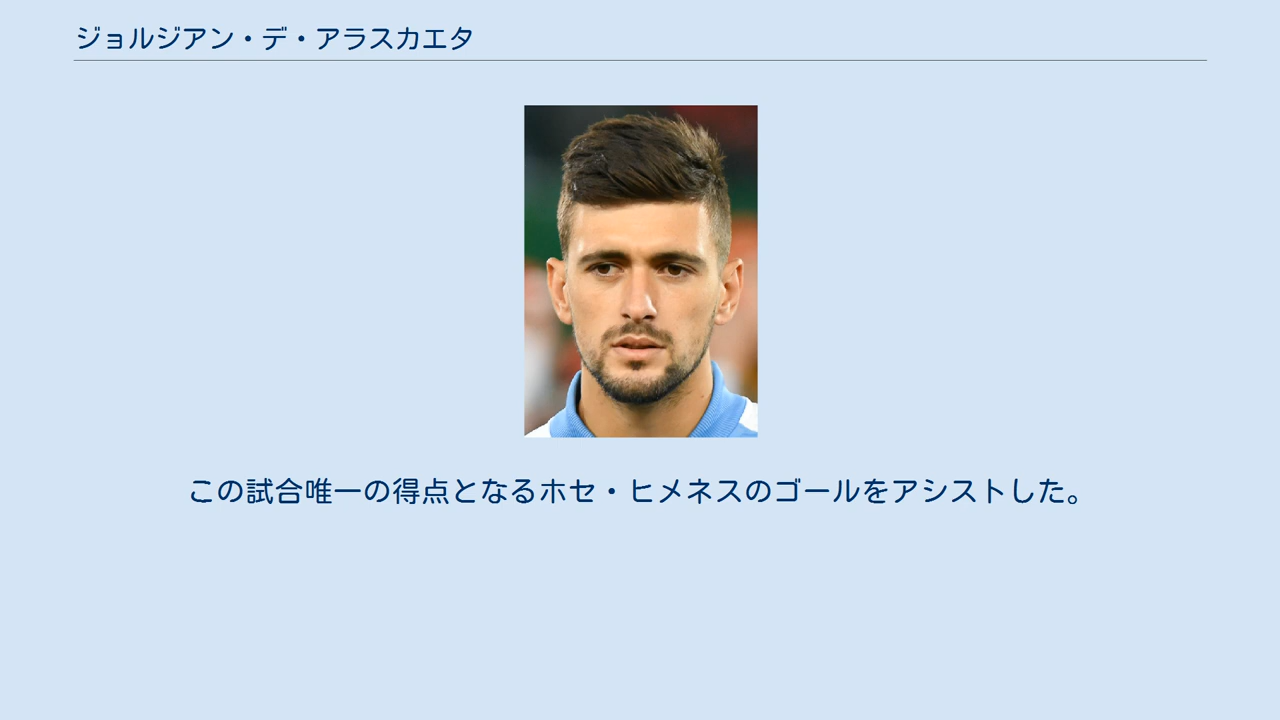 ジョルジアン・デ・アラスカエタ
この試合唯一の得点となるホセ・ヒメネスのゴールをアシストした。